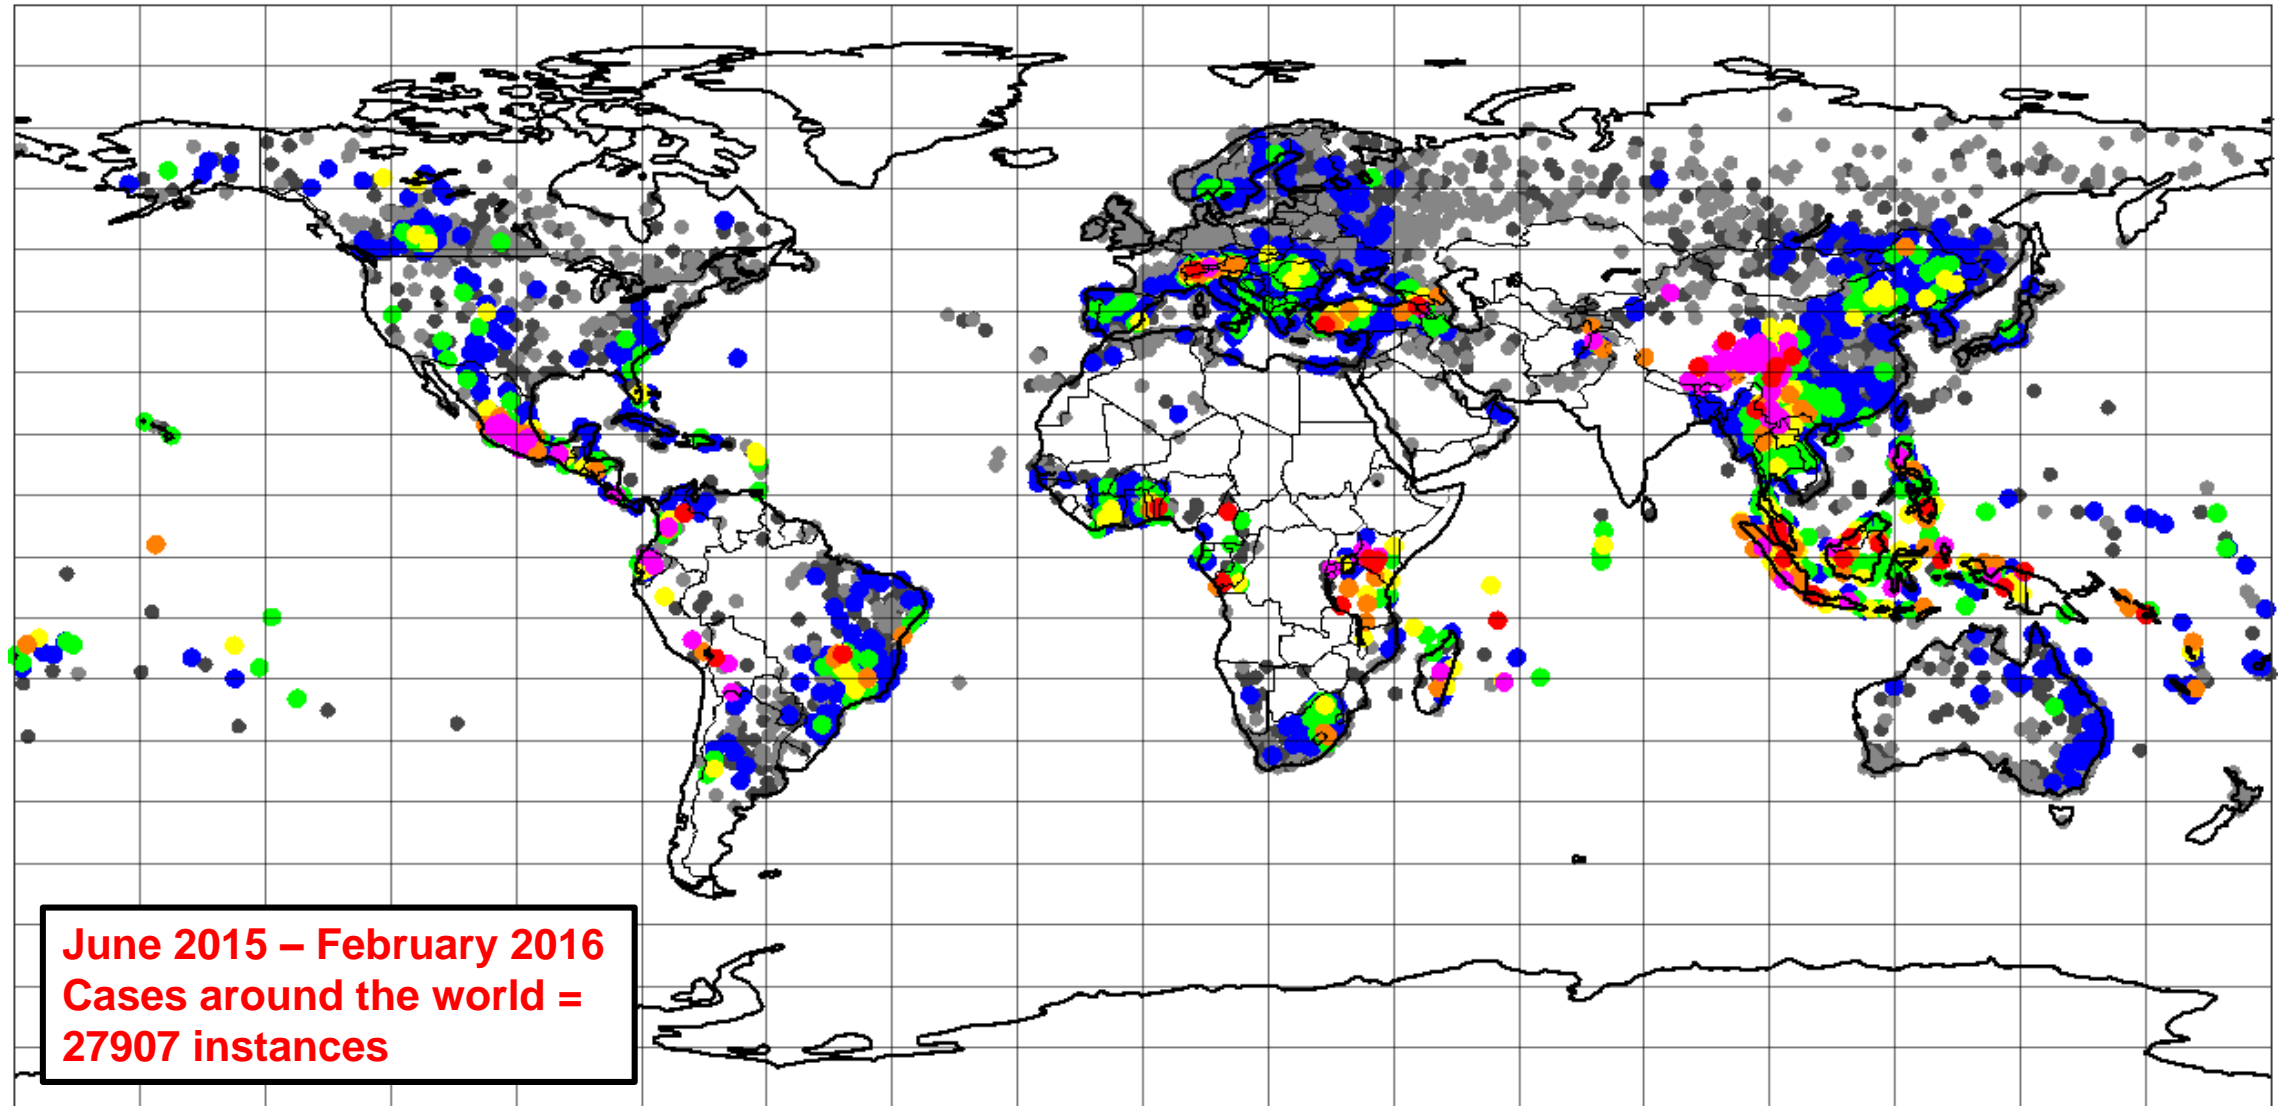 June 2015 – February 2016
Cases around the world =
27907 instances